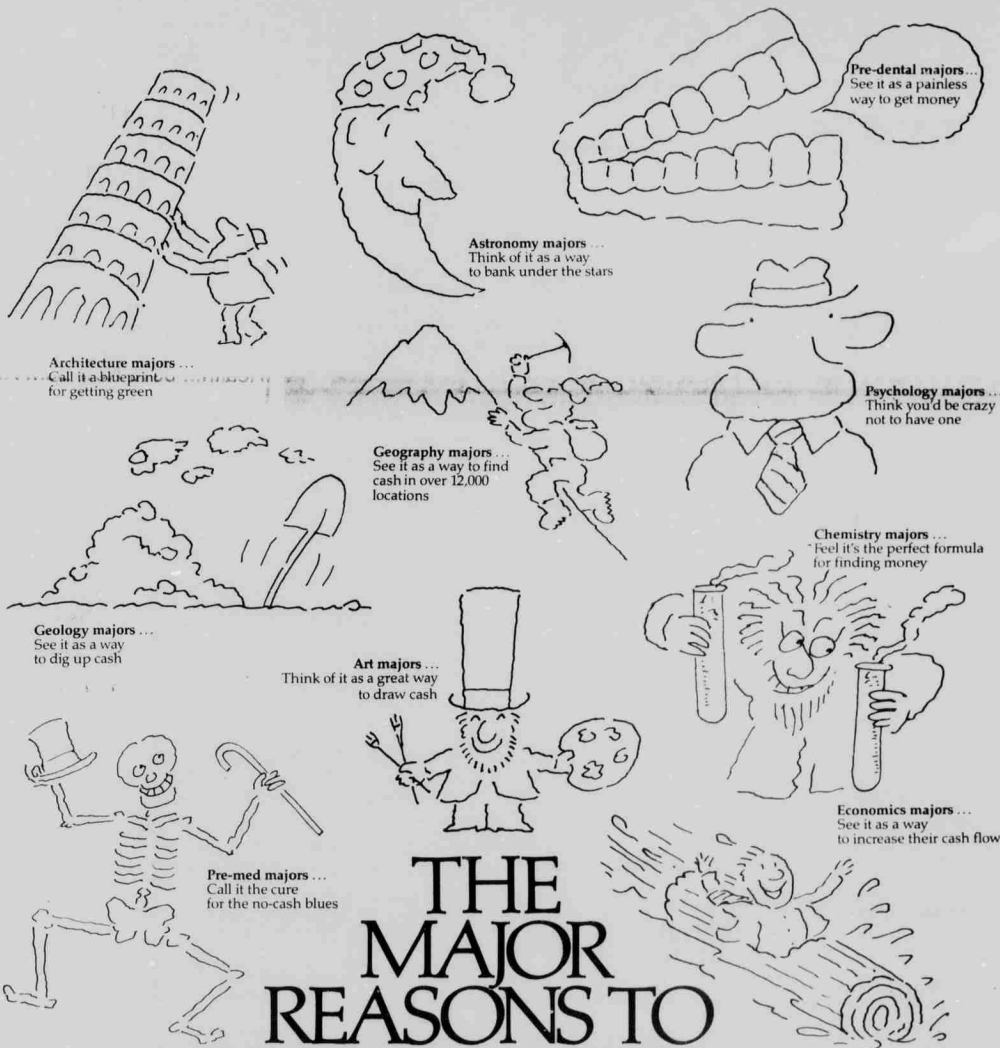 Pre-dental majors...
See it as a painless
way to get money
Astronomy majors ...
Think of it as a way
to bank under the stars
Architecture majors ...
Call it a blueprint
for getting green
Psychology majors ...
Think you'd be crazy
not to have one
Geography majors ...
See it as a way to find
cash in over 12,000
locations
Chemistry majors ...
Feel it's the perfect formula
for finding money
Geology majors ...
See it as a way
to dig up cash
Art majors ...
Think of it as a great way
to draw cash
Economics majors ...
See it as a way
to increase their cash flow
Pre-med majors ...
Call it the cure
for the no-cash blues
THE
MAJOR
REASONS TO